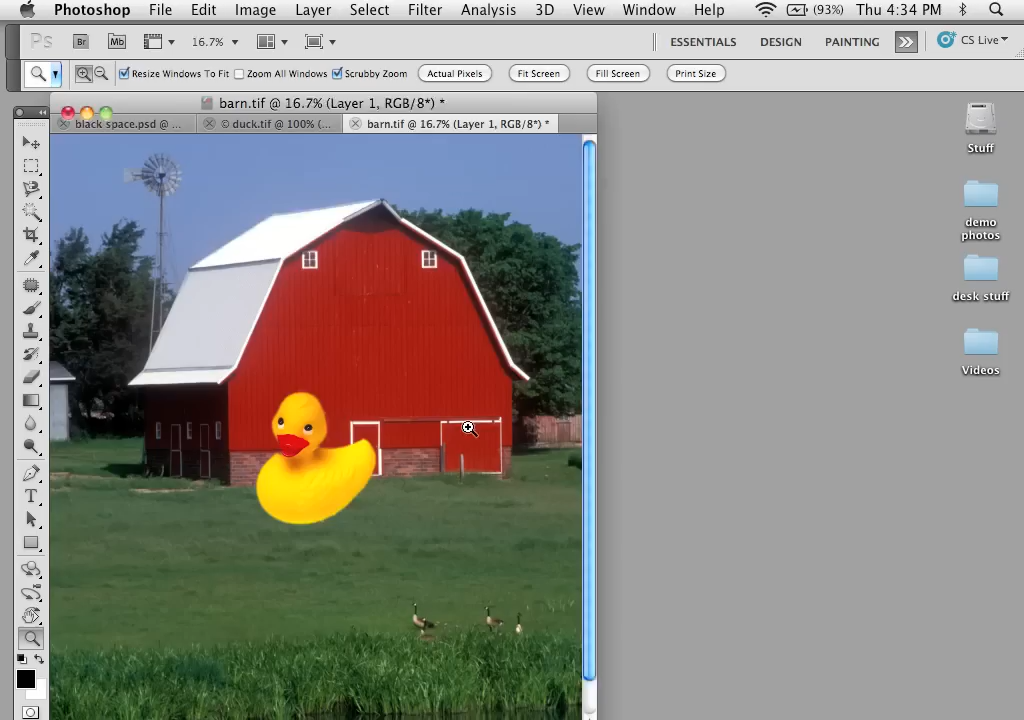 Photoshop File Edit Image Layer Select Filter Analysis 3D View Window Help (93%) Thu 4:34 PM
Ps Br Mb 16.7% ESSENTIALS DESIGN PAINTING CS Live
Resize Windows To Fit Zoom All Windows Scrubby Zoom Actual Pixels Fit Screen Fill Screen Print Size
barn.tif @ 16.7% (Layer 1, RGB/8*) *
black space.psd @ ... © duck.tif @ 100% (... barn.tif @ 16.7% (Layer 1, RGB/8*) *
Stuff
demo
photos
desk stuff
Videos
T